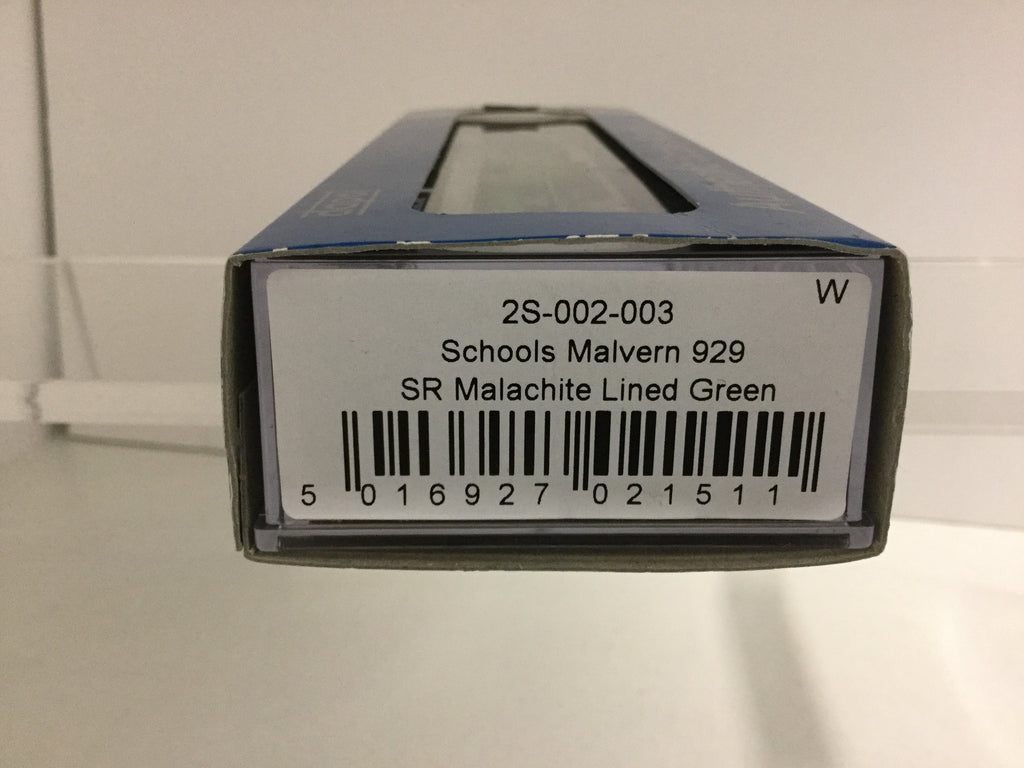 W
2S-002-003
Schools Malvern 929
SR Malachite Lined Green
5 016927 021511